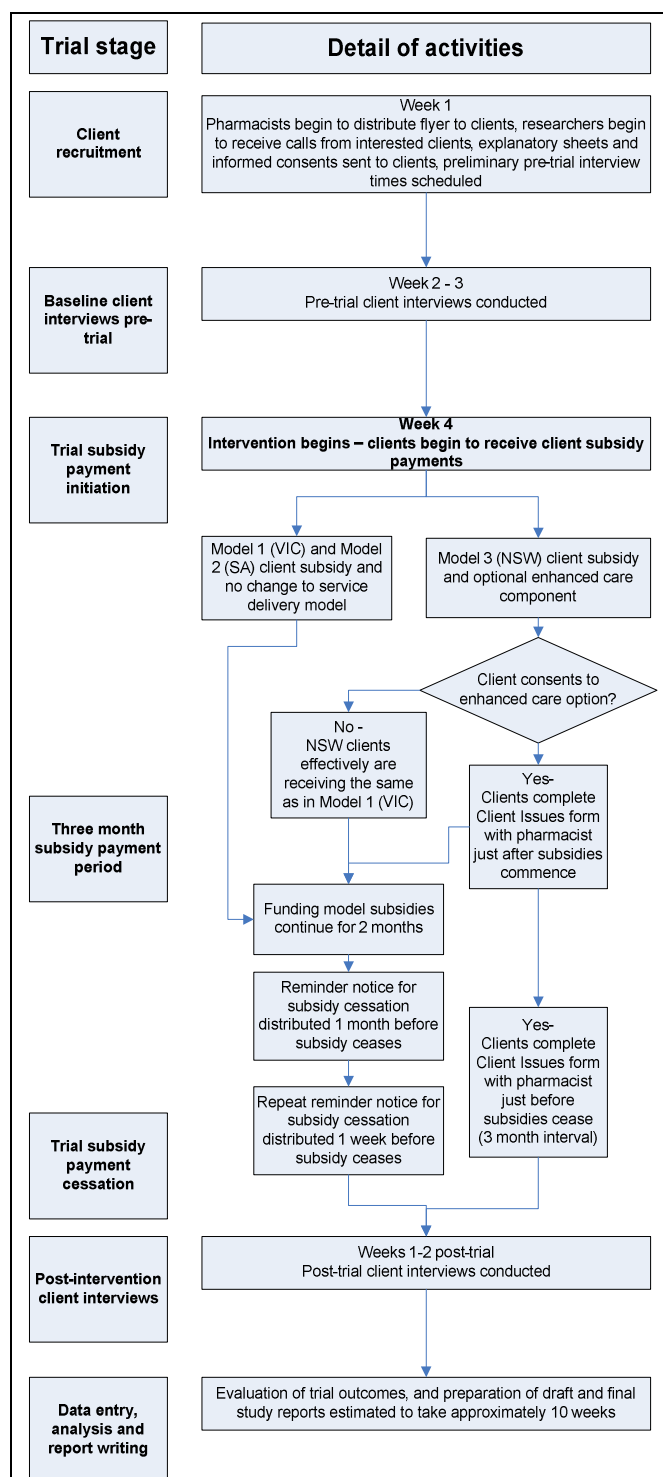 Trial stage
Detail of activities
Client
recruitment
Week 1
Pharmacists begin to distribute flyer to clients, researchers begin
to receive calls from interested clients, explanatory sheets and
informed consents sent to clients, preliminary pre-trial interview
times scheduled
Baseline client
interviews pre-
trial
Week 2 - 3
Pre-trial client interviews conducted
Trial subsidy
payment
initiation
Week 4
Intervention begins – clients begin to receive client subsidy
payments
Model 1 (VIC) and Model
2 (SA) client subsidy and
no change to service
delivery model
Model 3 (NSW) client subsidy
and optional enhanced care
component
Client consents to
enhanced care option?
Three month
subsidy payment
period
No -
NSW clients
effectively are
receiving the same
as in Model 1 (VIC)
Yes-
Clients complete
Client Issues form
with pharmacist
just after subsidies
commence
Funding model subsidies
continue for 2 months
Reminder notice for
subsidy cessation
distributed 1 month before
subsidy ceases
Yes-
Clients complete
Client Issues form
with pharmacist
just before
subsidies cease
(3 month interval)
Trial subsidy
payment
cessation
Repeat reminder notice for
subsidy cessation
distributed 1 week before
subsidy ceases
Post-intervention
client interviews
Weeks 1-2 post-trial
Post-trial client interviews conducted
Data entry,
analysis and
report writing
Evaluation of trial outcomes, and preparation of draft and final
study reports estimated to take approximately 10 weeks